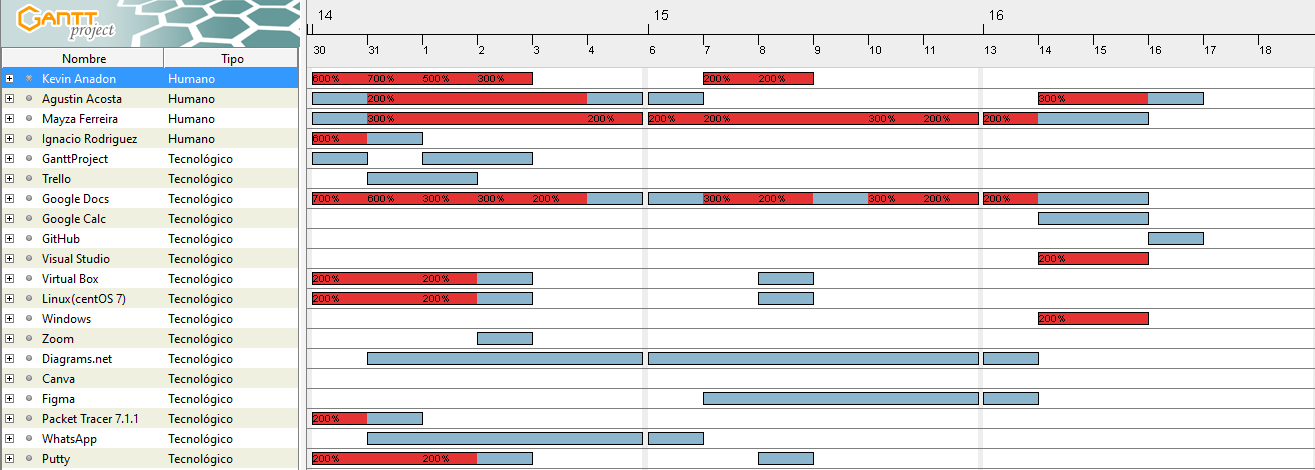 GANTT project
14 15 16
30 31 1 2 3 4 6 7 8 9 10 11 13 14 15 16 17 18
Nombre Tipo
Kevin Anadon Humano 600% 700% 500% 300% 200% 200%
Agustin Acosta Humano 200% 300%
Mayza Ferreira Humano 300% 200% 200% 200% 300% 200% 200%
Ignacio Rodriguez Humano 600%
GanttProject Tecnológico
Trello Tecnológico
Google Docs Tecnológico 700% 600% 300% 300% 200% 300% 200% 300% 200% 200%
Google Calc Tecnológico
GitHub Tecnológico
Visual Studio Tecnológico 200%
Virtual Box Tecnológico 200% 200%
Linux(centOS 7) Tecnológico 200% 200%
Windows Tecnológico 200%
Zoom Tecnológico
Diagrams.net Tecnológico
Canva Tecnológico
Figma Tecnológico
Packet Tracer 7.1.1 Tecnológico 200%
WhatsApp Tecnológico
Putty Tecnológico 200% 200%